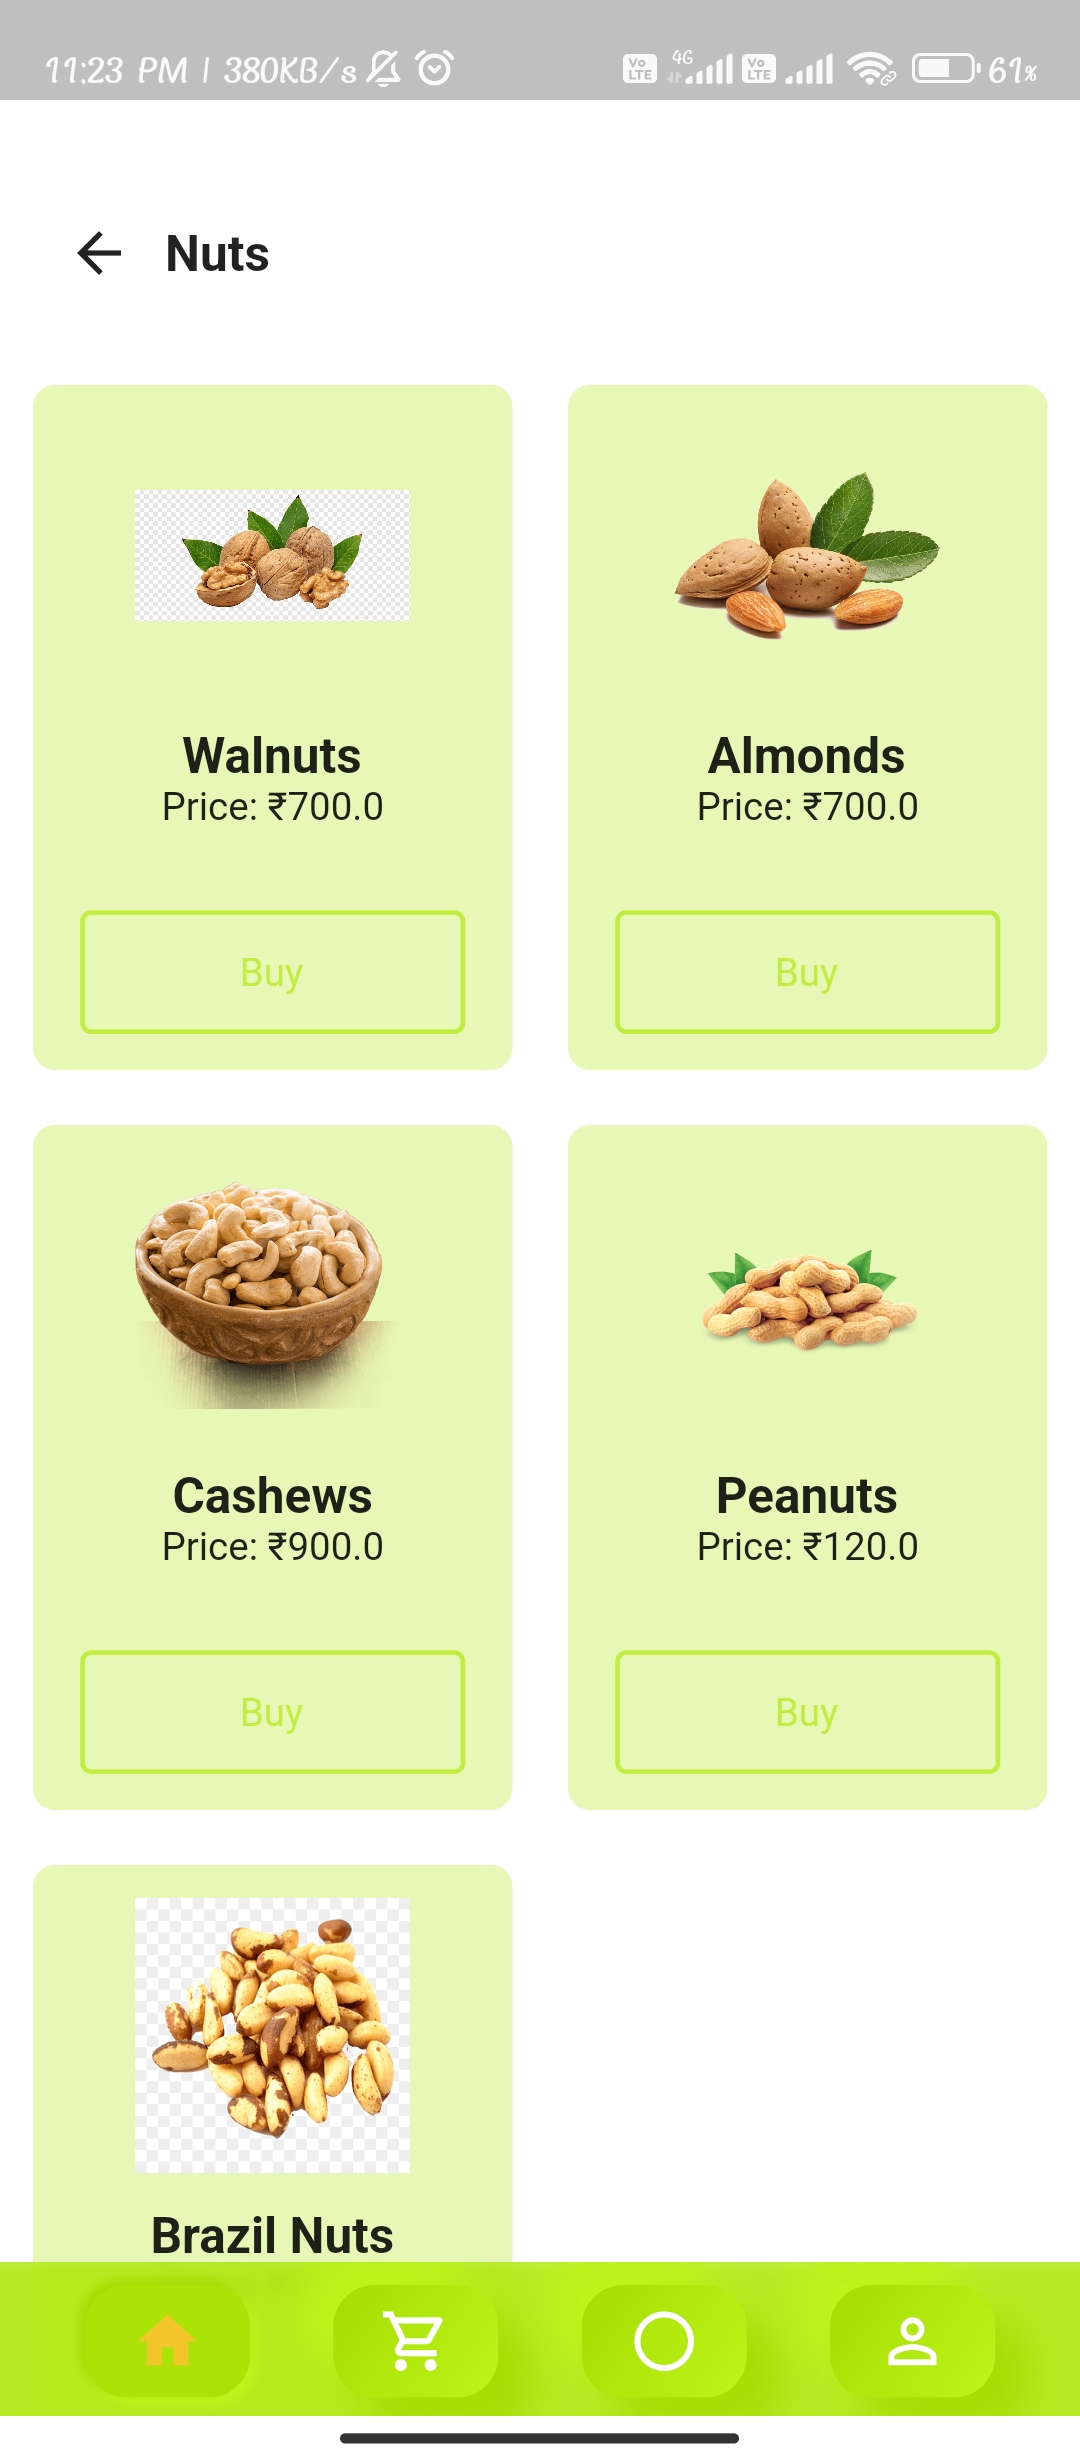 11:23 PM | 380KB/s Vo LTE 4G Vo LTE 61%
Nuts
Walnuts
Price: ₹700.0
Buy
Almonds
Price: ₹700.0
Buy
Cashews
Price: ₹900.0
Buy
Peanuts
Price: ₹120.0
Buy
Brazil Nuts